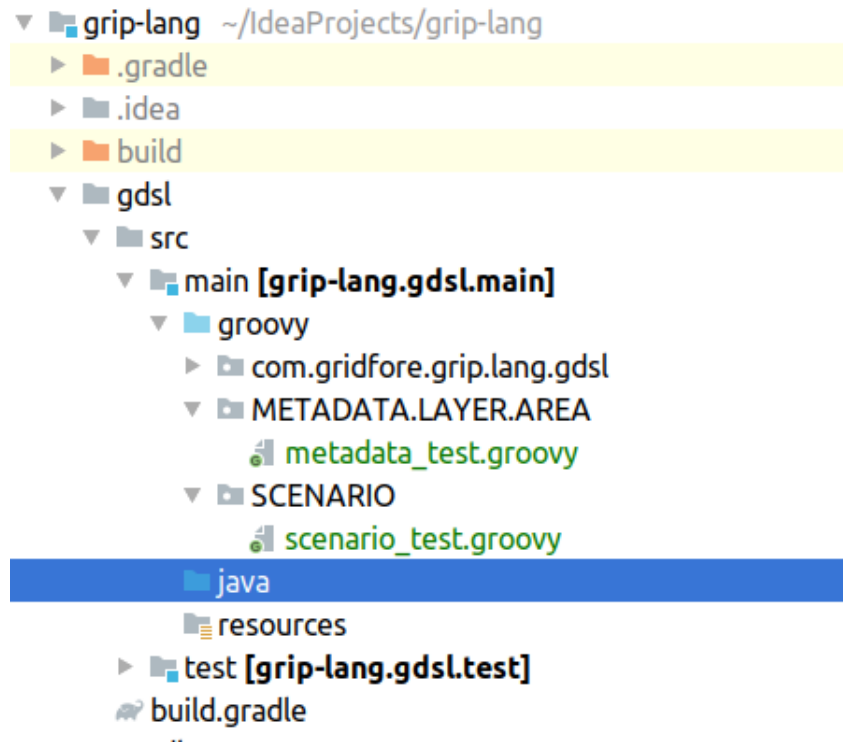 grip-lang ~/IdeaProjects/grip-lang
.gradle
.idea
build
gdsl
src
main [grip-lang.gdsl.main]
groovy
com.gridfore.grip.lang.gdsl
METADATA.LAYER.AREA
metadata_test.groovy
SCENARIO
scenario_test.groovy
java
resources
test [grip-lang.gdsl.test]
build.gradle